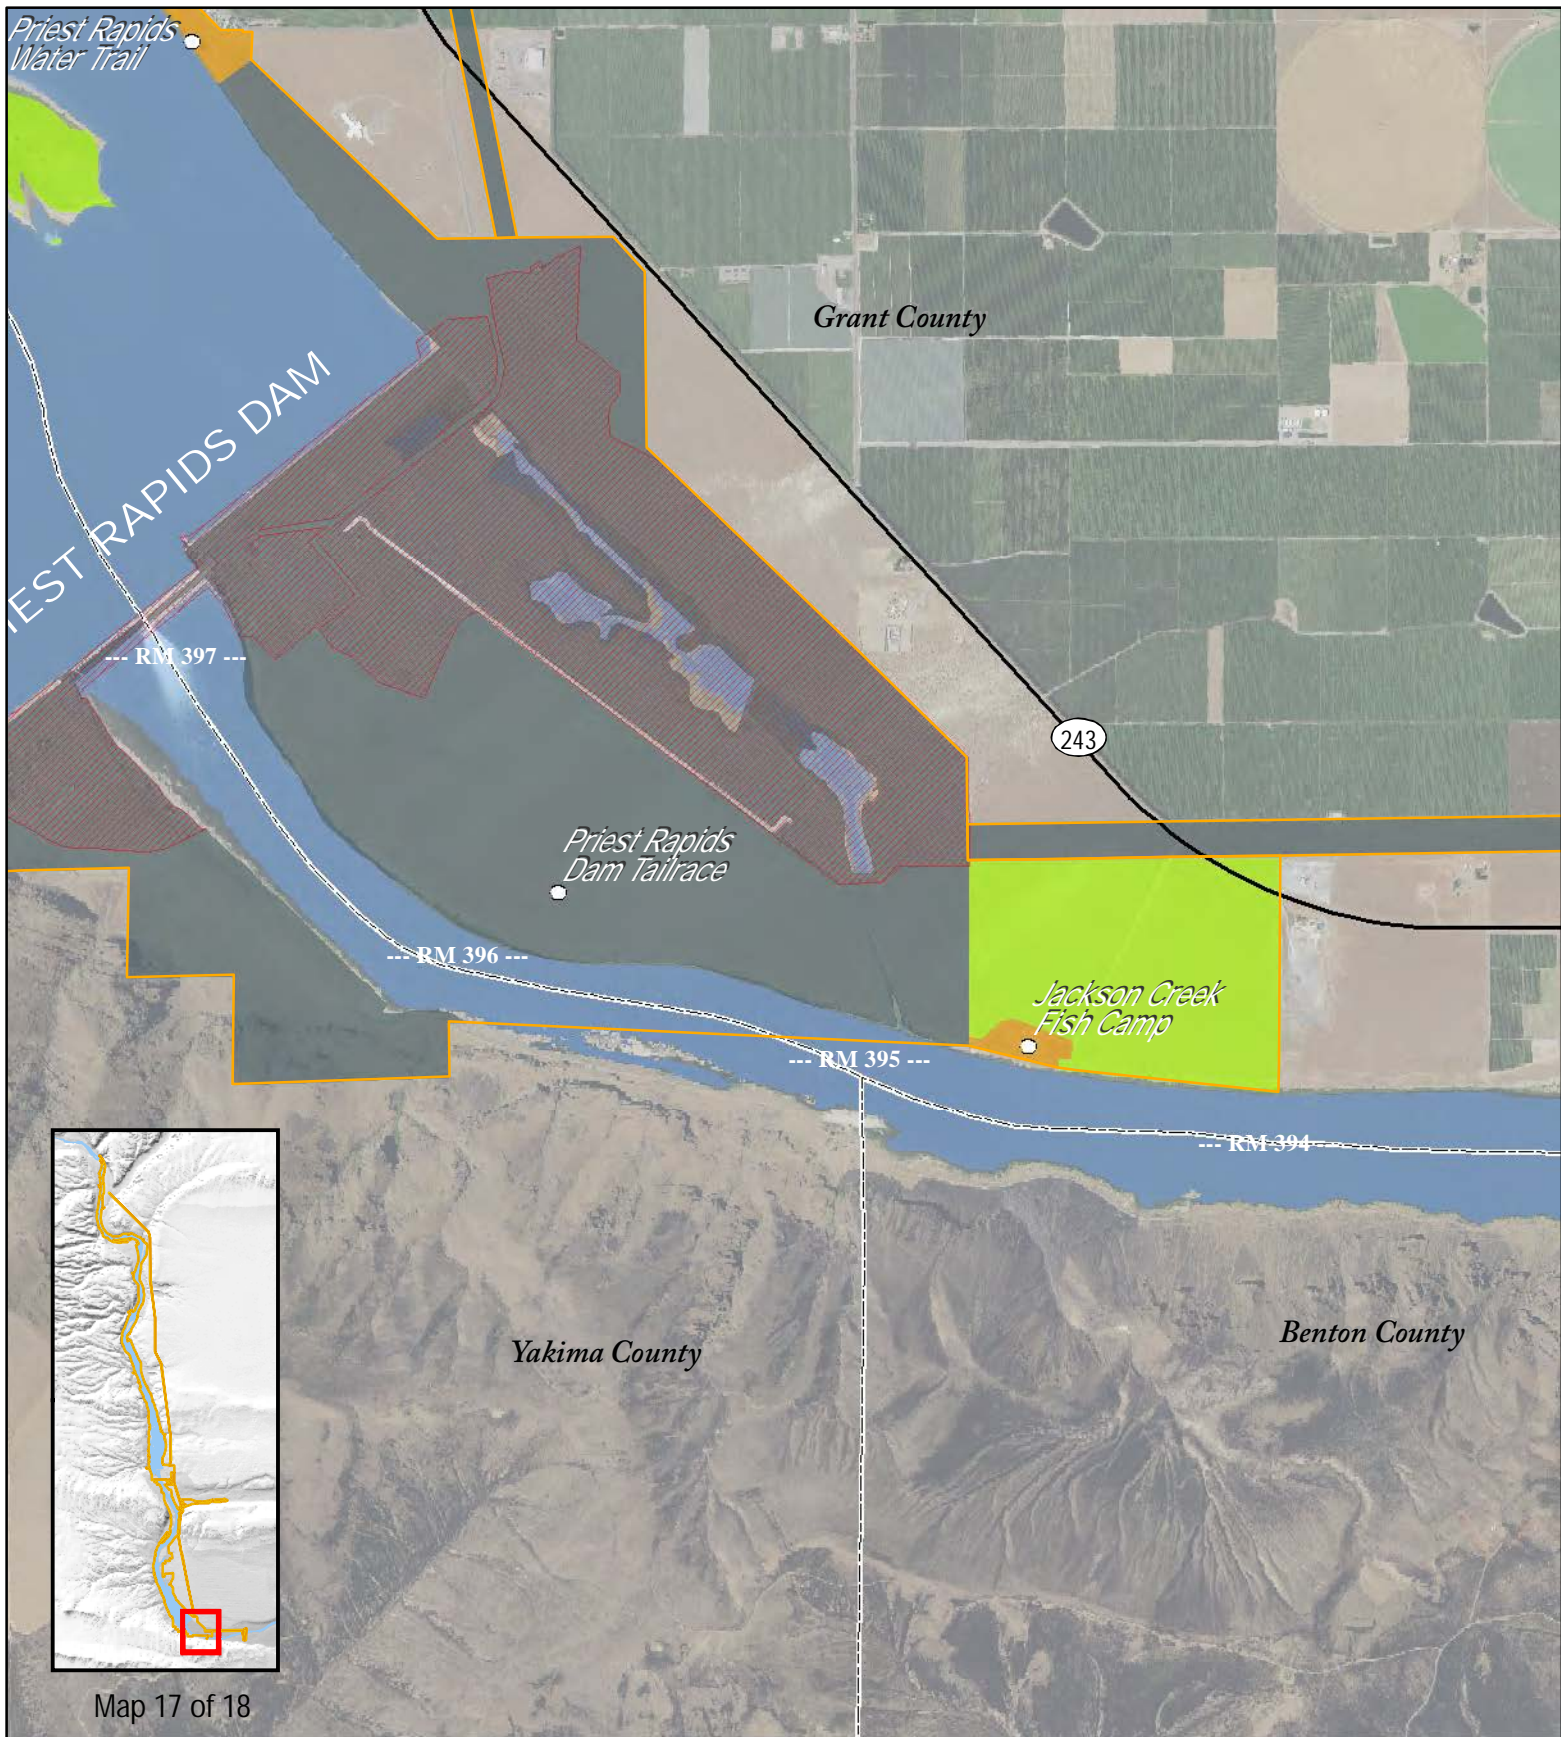 Priest Rapids
Water Trail
Grant County
IEST RAPIDS DAM
--- RM 397 ---
243
Priest Rapids
Dam Tailrace
--- RM 396 ---
Jackson Creek
Fish Camp
--- RM 395 ---
--- RM 394 ---
Yakima County
Benton County
Map 17 of 18